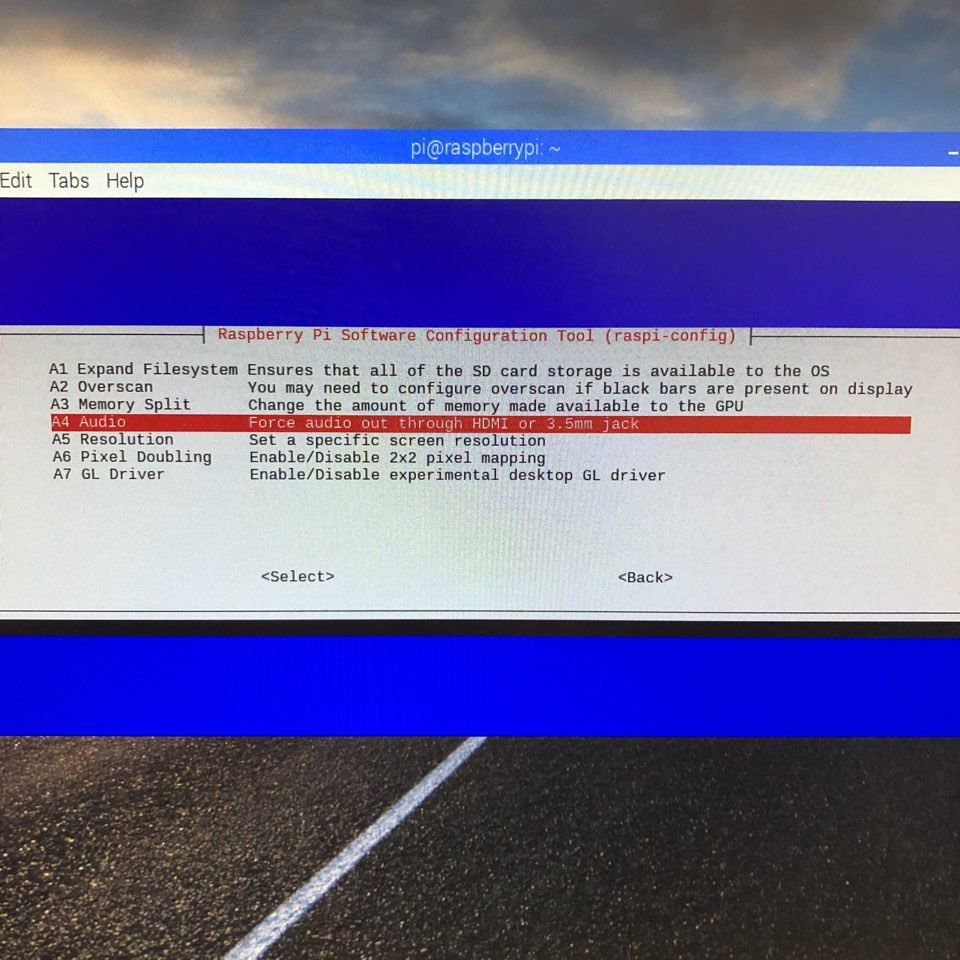 pi@raspberrypi: ~
Edit Tabs Help
Raspberry Pi Software Configuration Tool (raspi-config)
A1 Expand Filesystem Ensures that all of the SD card storage is available to the OS
A2 Overscan You may need to configure overscan if black bars are present on display
A3 Memory Split Change the amount of memory made available to the GPU
A4 Audio Force audio out through HDMI or 3.5mm jack
A5 Resolution Set a specific screen resolution
A6 Pixel Doubling Enable/Disable 2x2 pixel mapping
A7 GL Driver Enable/Disable experimental desktop GL driver
<Select> <Back>